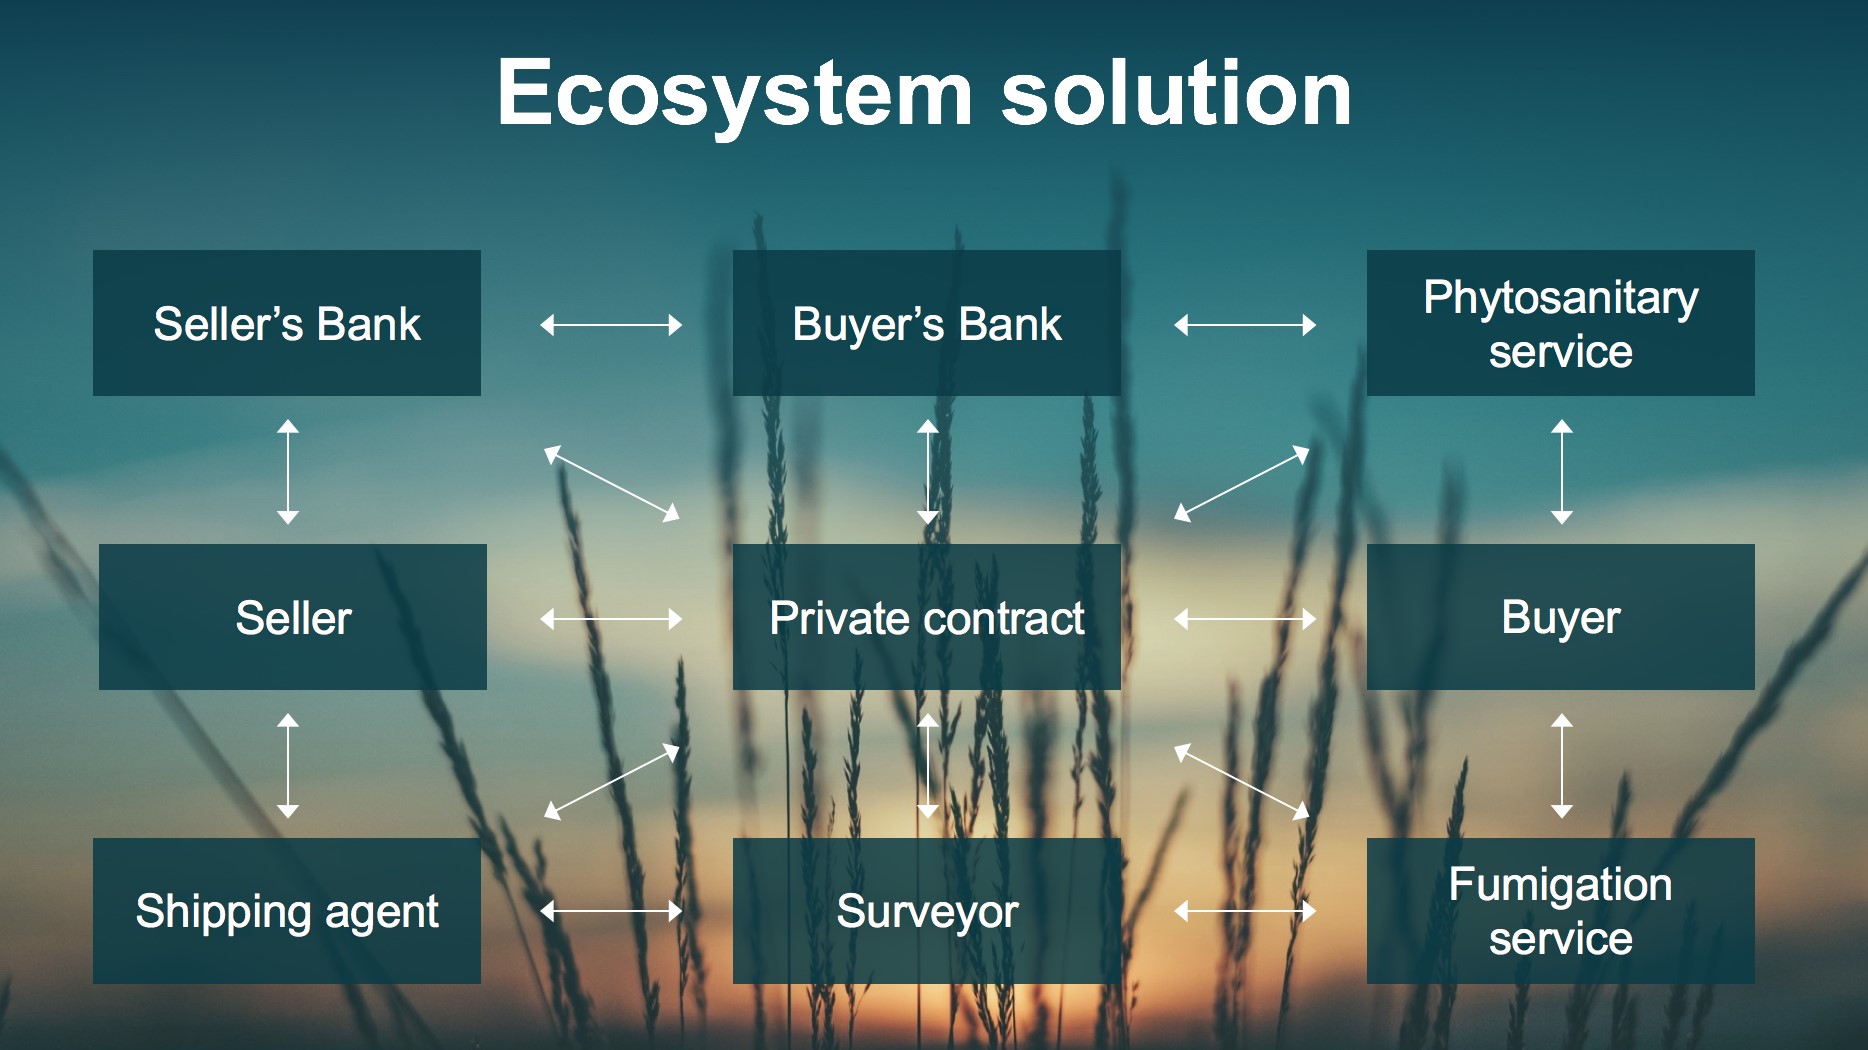 Ecosystem solution
Seller’s Bank
Buyer’s Bank
Phytosanitary
service
Seller
Private contract
Buyer
Shipping agent
Surveyor
Fumigation
service